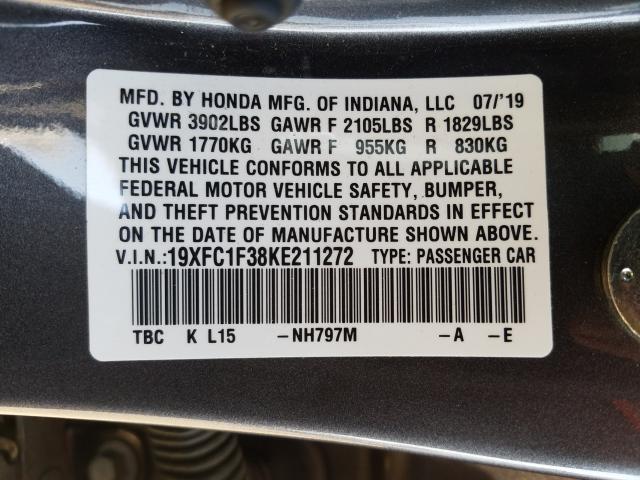 MFD. BY HONDA MFG. OF INDIANA, LLC 07/'19
GVWR 3902LBS GAWR F 2105LBS R 1829LBS
GVWR 1770KG GAWR F 955KG R 830KG
THIS VEHICLE CONFORMS TO ALL APPLICABLE
FEDERAL MOTOR VEHICLE SAFETY, BUMPER,
AND THEFT PREVENTION STANDARDS IN EFFECT
ON THE DATE OF MANUFACTURE SHOWN ABOVE.
V.I.N.:19XFC1F38KE211272 TYPE: PASSENGER CAR
TBC K L15 -NH797M -A -E